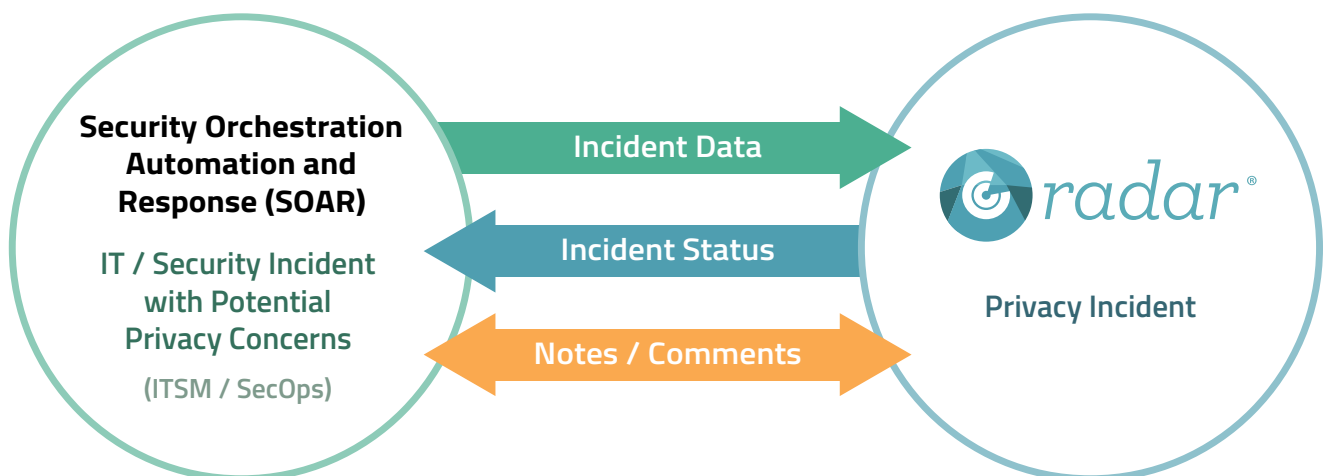 Security Orchestration
Automation and
Response (SOAR)
IT / Security Incident
with Potential
Privacy Concerns
(ITSM / SecOps)
Incident Data
Incident Status
Notes / Comments
radar®
Privacy Incident